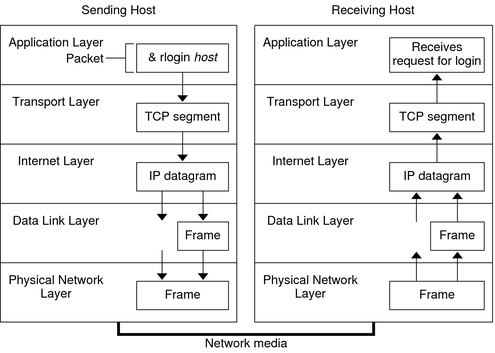 Sending Host
Receiving Host
Application Layer
Packet
& rlogin host
Transport Layer
TCP segment
Internet Layer
IP datagram
Data Link Layer
Frame
Physical Network
Layer
Frame
Application Layer
Receives
request for login
Transport Layer
TCP segment
Internet Layer
IP datagram
Data Link Layer
Frame
Physical Network
Layer
Frame
Network media